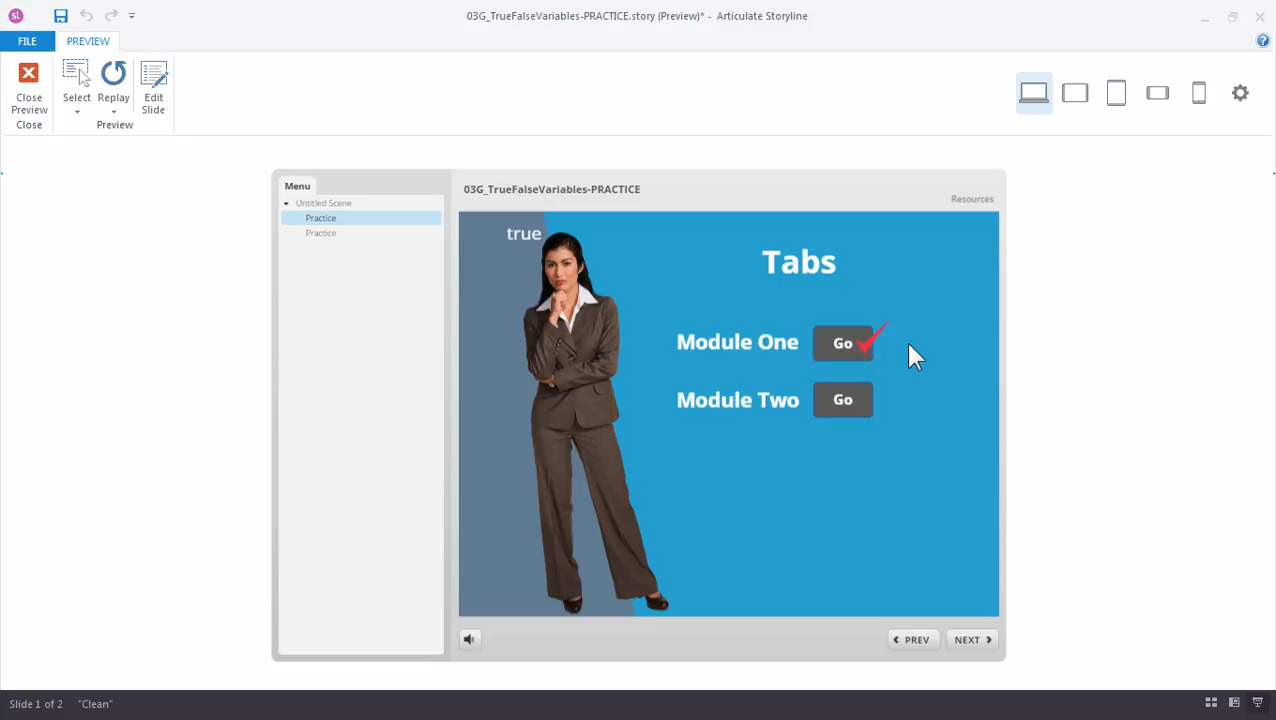 sl
03G_TrueFalseVariables-PRACTICE.story (Preview)* - Articulate Storyline
FILE
PREVIEW
Close Preview
Select
Replay
Edit Slide
Close
Preview
Menu
Untitled Scene
Practice
Practice
03G_TrueFalseVariables-PRACTICE
Resources
true
Tabs
Module One
Go
Module Two
Go
PREV
NEXT
Slide 1 of 2
"Clean"